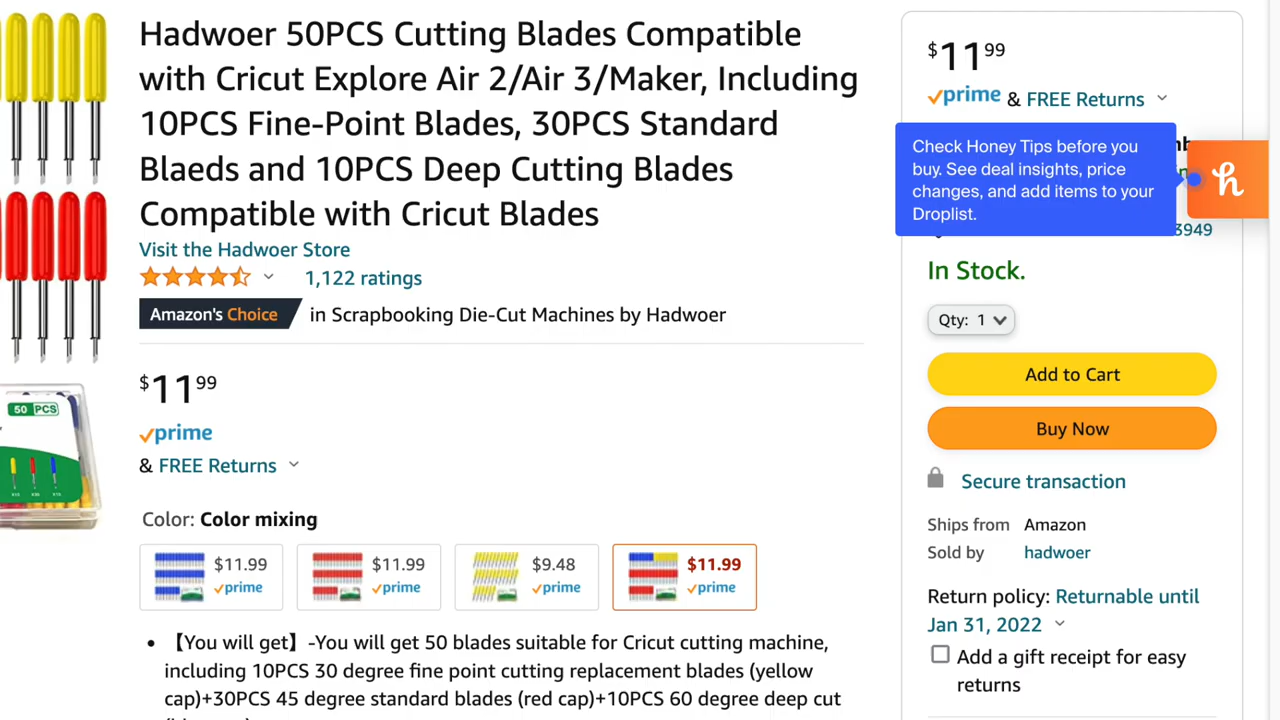 Hadwoer 50PCS Cutting Blades Compatible
with Cricut Explore Air 2/Air 3/Maker, Including
10PCS Fine-Point Blades, 30PCS Standard
Blaeds and 10PCS Deep Cutting Blades
Compatible with Cricut Blades
Visit the Hadwoer Store
1,122 ratings
Amazon's Choice in Scrapbooking Die-Cut Machines by Hadwoer
$11 99
prime
& FREE Returns
Color: Color mixing
$11.99
prime
$11.99
prime
$9.48
prime
$11.99
prime
• 【You will get】-You will get 50 blades suitable for Cricut cutting machine,
including 10PCS 30 degree fine point cutting replacement blades (yellow
cap)+30PCS 45 degree standard blades (red cap)+10PCS 60 degree deep cut
50 PCS
$11 99
prime & FREE Returns
Check Honey Tips before you
buy. See deal insights, price
changes, and add items to your
Droplist.
h
3949
In Stock.
Qty: 1
Add to Cart
Buy Now
Secure transaction
Ships from Amazon
Sold by hadwoer
Return policy: Returnable until
Jan 31, 2022
Add a gift receipt for easy
returns